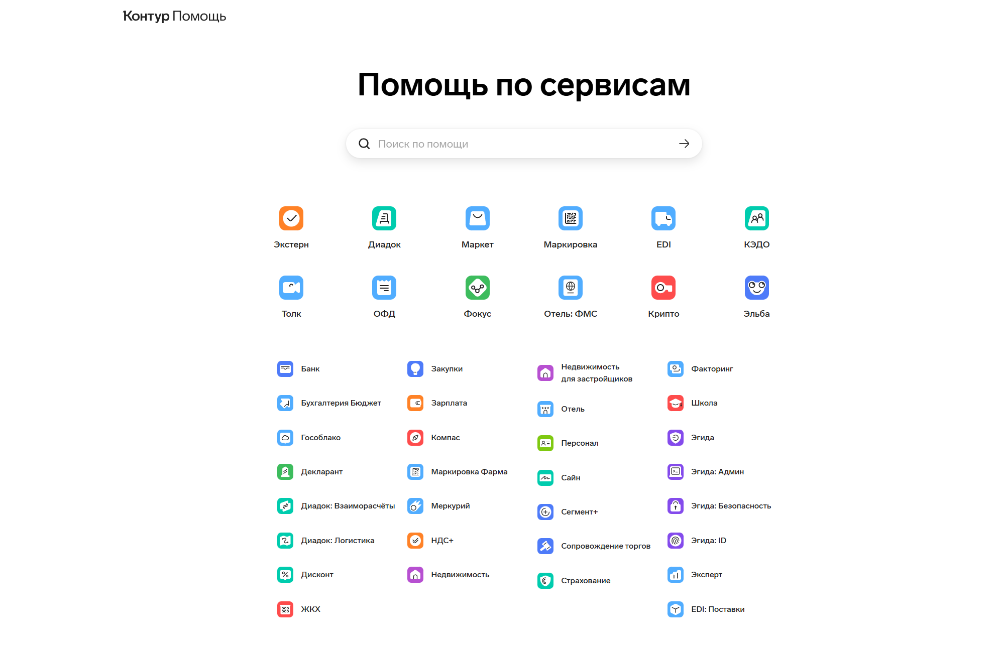 Контур Помощь
Помощь по сервисам
Поиск по помощи
Экстерн
Диадок
Маркет
Маркировка
EDI
КЭДО
Толк
ОФД
Фокус
Отель: ФМС
Крипто
Эльба
Банк
Бухгалтерия Бюджет
Гособлако
Декларант
Диадок: Взаиморасчёты
Диадок: Логистика
Дисконт
ЖКХ
Закупки
Зарплата
Компас
Маркировка Фарма
Меркурий
НДС+
Недвижимость
Недвижимость
для застройщиков
Отель
Персонал
Сайн
Сегмент+
Сопровождение торгов
Страхование
Факторинг
Школа
Эгида
Эгида: Админ
Эгида: Безопасность
Эгида: ID
Эксперт
EDI: Поставки